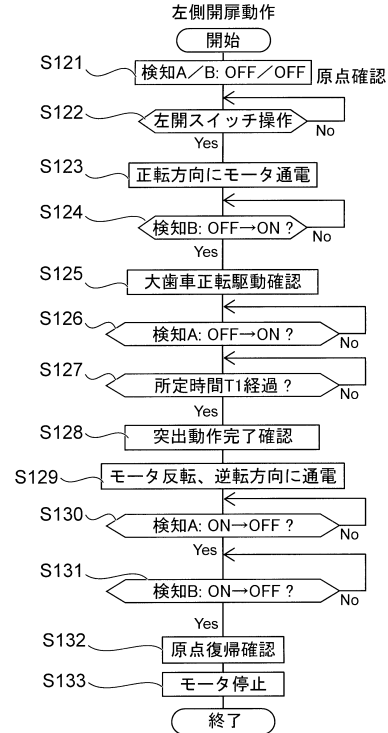 左側開扉動作
開始
S121
検知A／B: OFF／OFF
原点確認
S122
左開スイッチ操作
No
Yes
S123
正転方向にモータ通電
S124
検知B: OFF→ON ?
No
Yes
S125
大歯車正転駆動確認
S126
検知A: OFF→ON ?
No
S127
所定時間T1経過 ?
No
Yes
S128
突出動作完了確認
S129
モータ反転、逆転方向に通電
S130
検知A: ON→OFF ?
No
Yes
S131
検知B: ON→OFF ?
No
Yes
S132
原点復帰確認
S133
モータ停止
終了